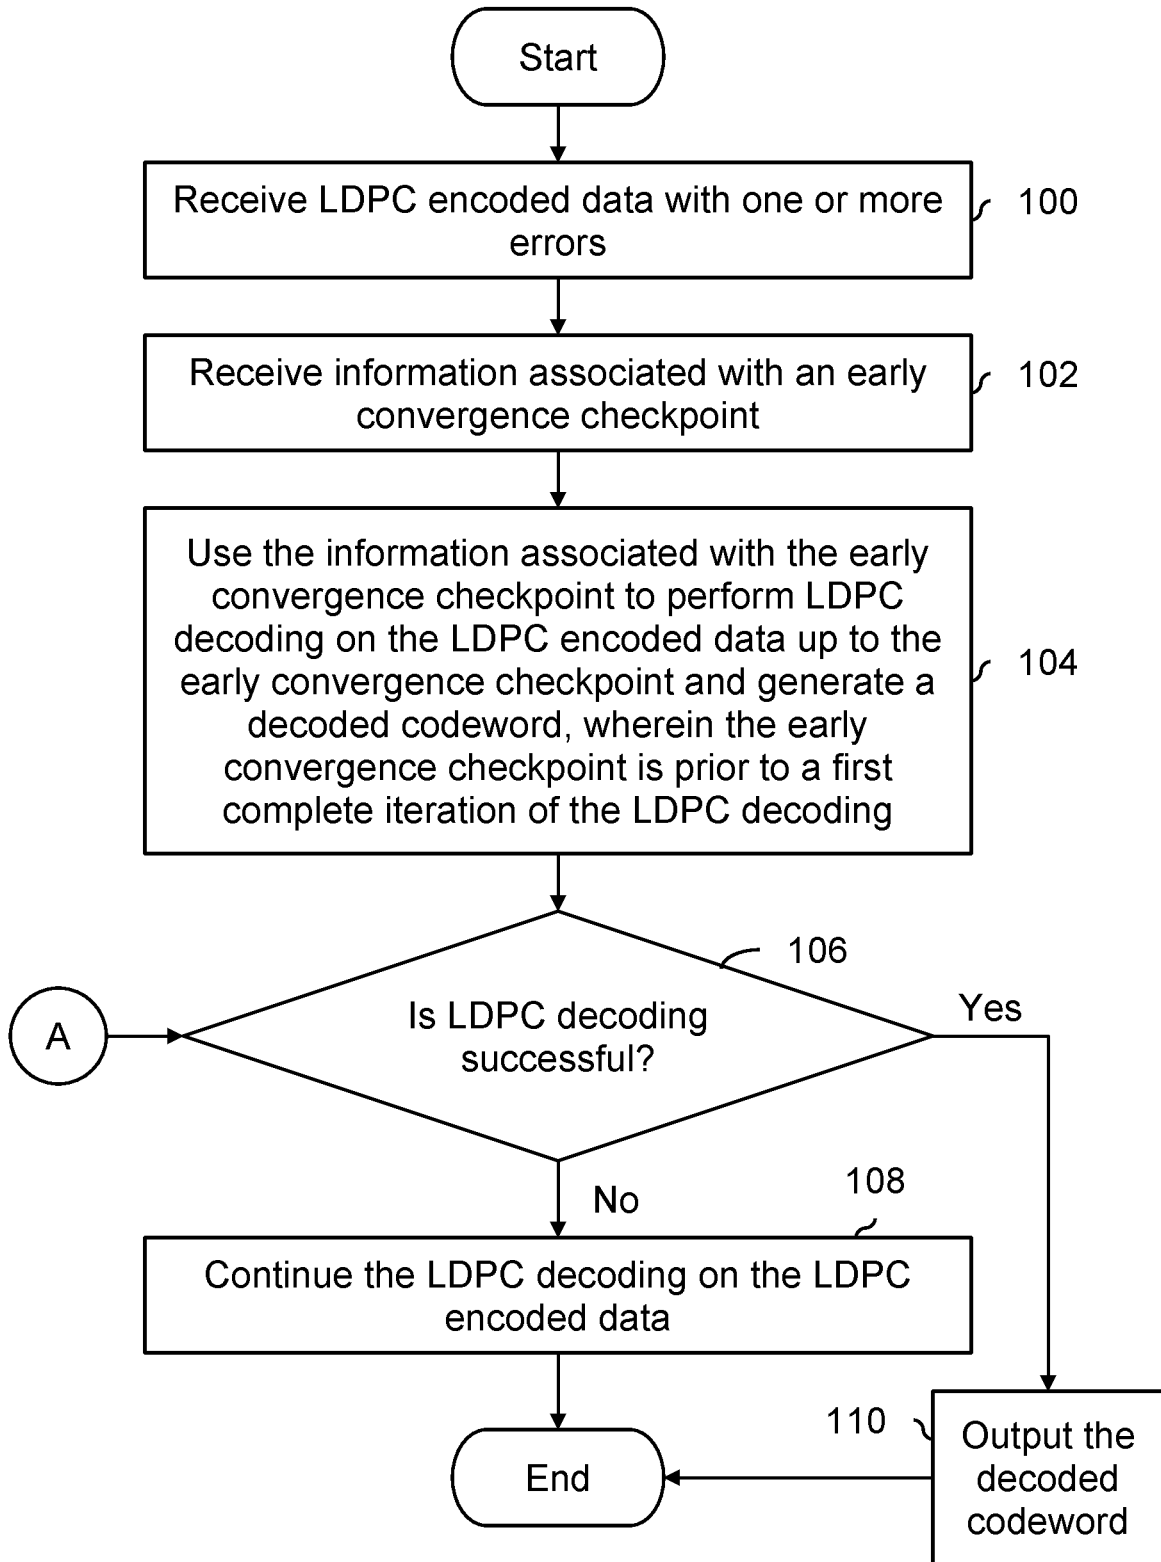 Start
Receive LDPC encoded data with one or more
errors
100
Receive information associated with an early
convergence checkpoint
102
Use the information associated with the early
convergence checkpoint to perform LDPC
decoding on the LDPC encoded data up to the
early convergence checkpoint and generate a
decoded codeword, wherein the early
convergence checkpoint is prior to a first
complete iteration of the LDPC decoding
104
106
A
Is LDPC decoding
successful?
Yes
No
108
Continue the LDPC decoding on the LDPC
encoded data
110
Output the
decoded
codeword
End